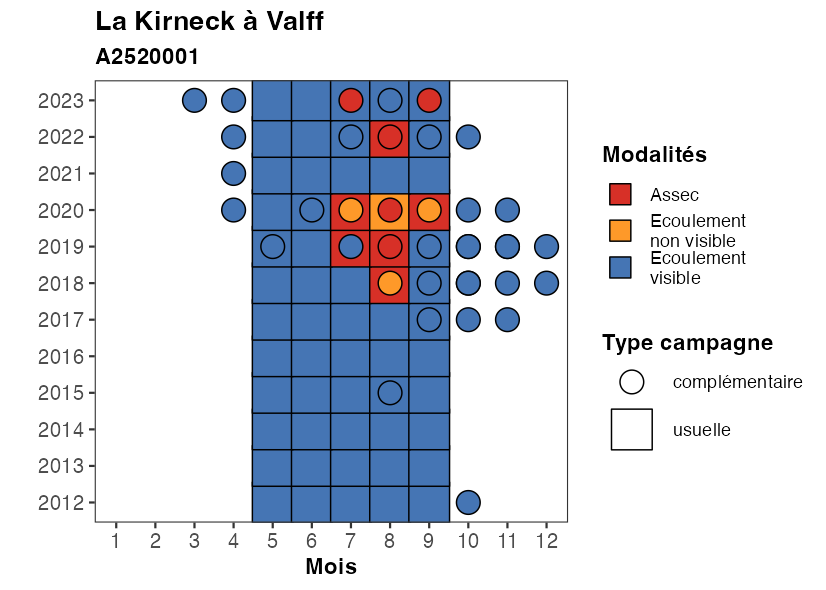 La Kirneck à Valff
A2520001
2023
2022
2021
2020
2019
2018
2017
2016
2015
2014
2013
2012
1 2 3 4 5 6 7 8 9 10 11 12
Mois
Modalités
Assec
Ecoulement
non visible
Ecoulement
visible
Type campagne
complémentaire
usuelle